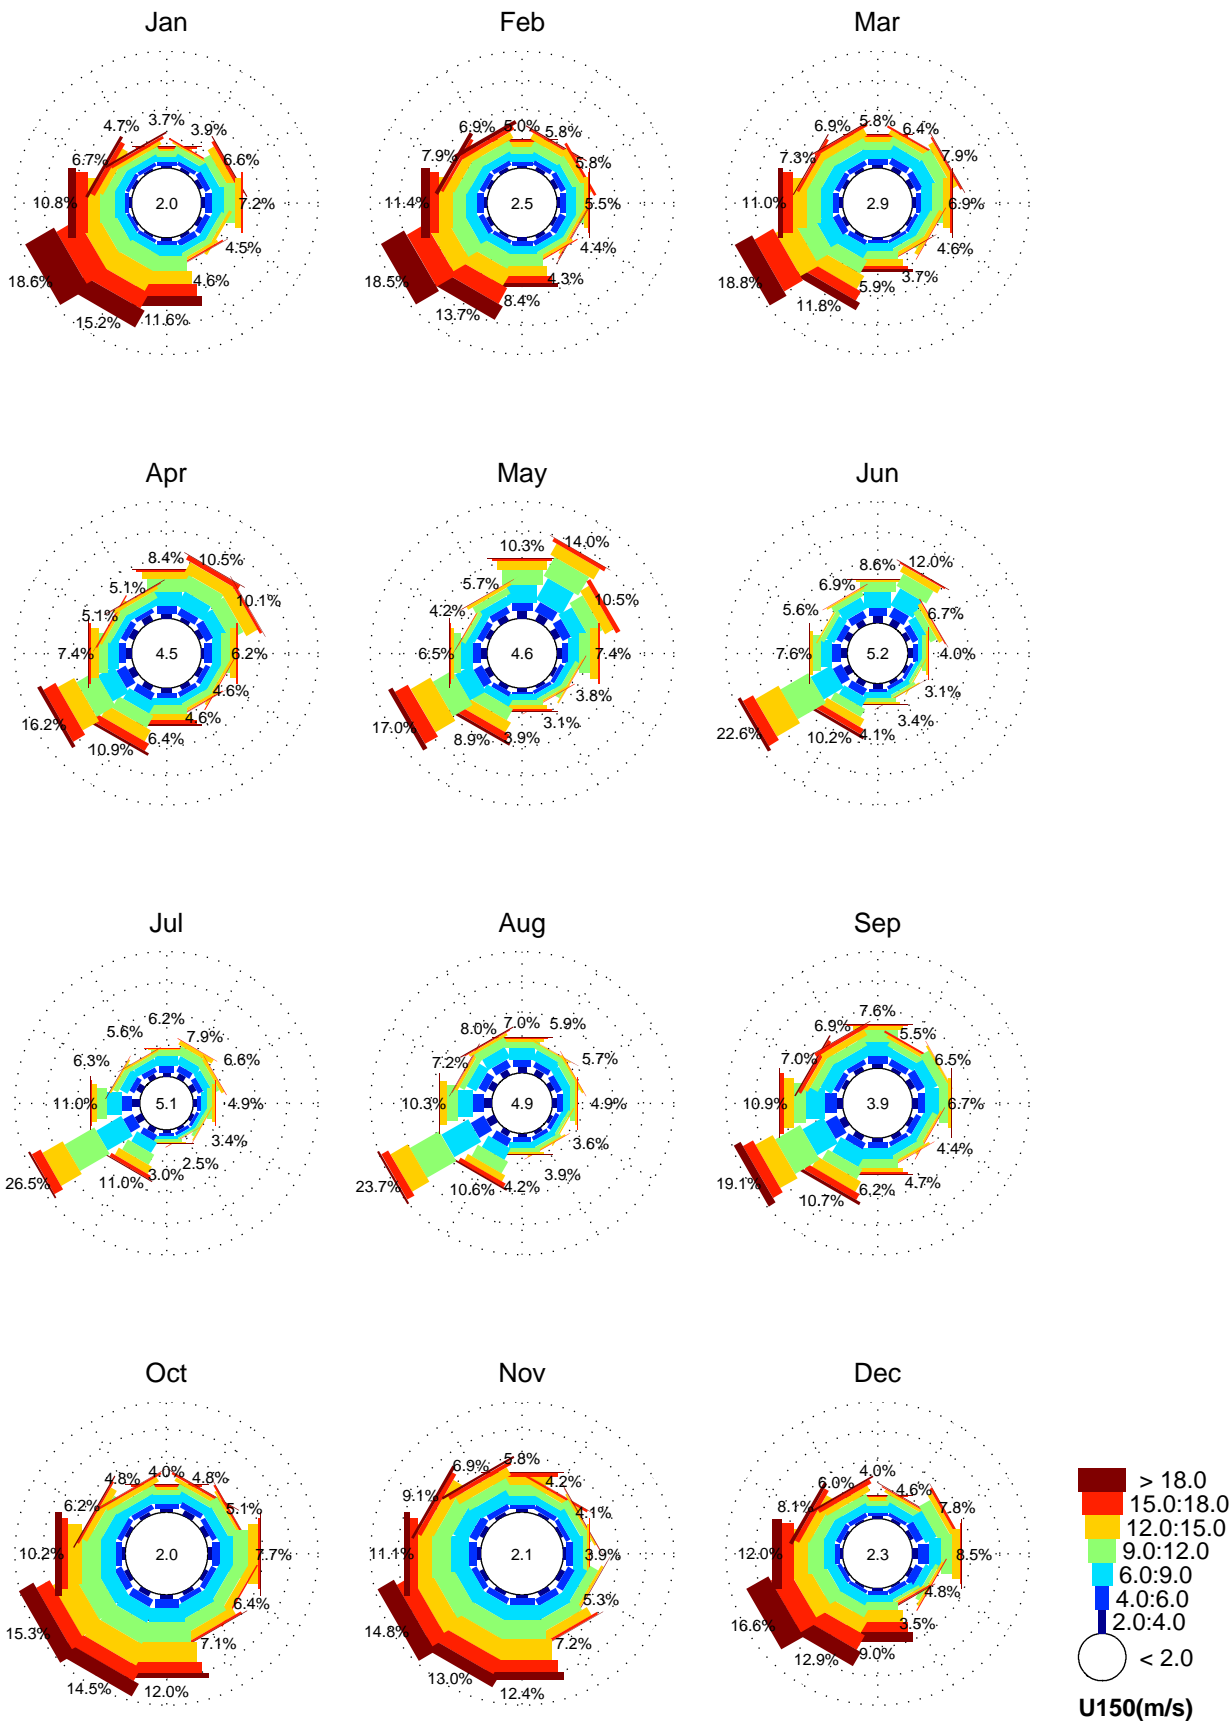 Jan Feb Mar
3.7% 3.9% 6.6% 7.2% 4.5% 4.6% 11.6% 15.2% 18.6% 10.8% 6.7% 4.7% 2.0
5.0% 5.8% 5.8% 5.5% 4.4% 4.3% 8.4% 13.7% 18.5% 11.4% 7.9% 6.9% 2.5
5.8% 6.4% 7.9% 6.9% 4.6% 3.7% 5.9% 11.8% 18.8% 11.0% 7.3% 6.9% 2.9
Apr May Jun
8.4% 10.5% 10.1% 6.2% 4.6% 4.6% 6.4% 10.9% 16.2% 7.4% 5.1% 5.1% 4.5
10.3% 14.0% 10.5% 7.4% 3.8% 3.1% 3.9% 8.9% 17.0% 6.5% 4.2% 5.7% 4.6
8.6% 12.0% 6.7% 4.0% 3.1% 3.4% 4.1% 10.2% 22.6% 7.6% 5.6% 6.9% 5.2
Jul Aug Sep
6.2% 7.9% 6.6% 4.9% 3.4% 2.5% 3.0% 11.0% 26.5% 11.0% 6.3% 5.6% 5.1
7.0% 5.9% 5.7% 4.9% 3.6% 3.9% 4.2% 10.6% 23.7% 10.3% 7.2% 8.0% 4.9
7.6% 5.5% 6.5% 6.7% 4.4% 4.7% 6.2% 10.7% 19.1% 10.9% 7.0% 6.9% 3.9
Oct Nov Dec
4.0% 4.8% 5.1% 7.7% 6.4% 7.1% 12.0% 14.5% 15.3% 10.2% 6.2% 4.8% 2.0
5.8% 4.2% 4.1% 3.9% 5.3% 7.2% 12.4% 13.0% 14.8% 11.1% 9.1% 6.9% 2.1
4.0% 4.6% 7.8% 8.5% 4.8% 3.5% 9.0% 12.9% 16.6% 12.0% 8.1% 6.0% 2.3
> 18.0
15.0:18.0
12.0:15.0
9.0:12.0
6.0:9.0
4.0:6.0
2.0:4.0
< 2.0
U150(m/s)